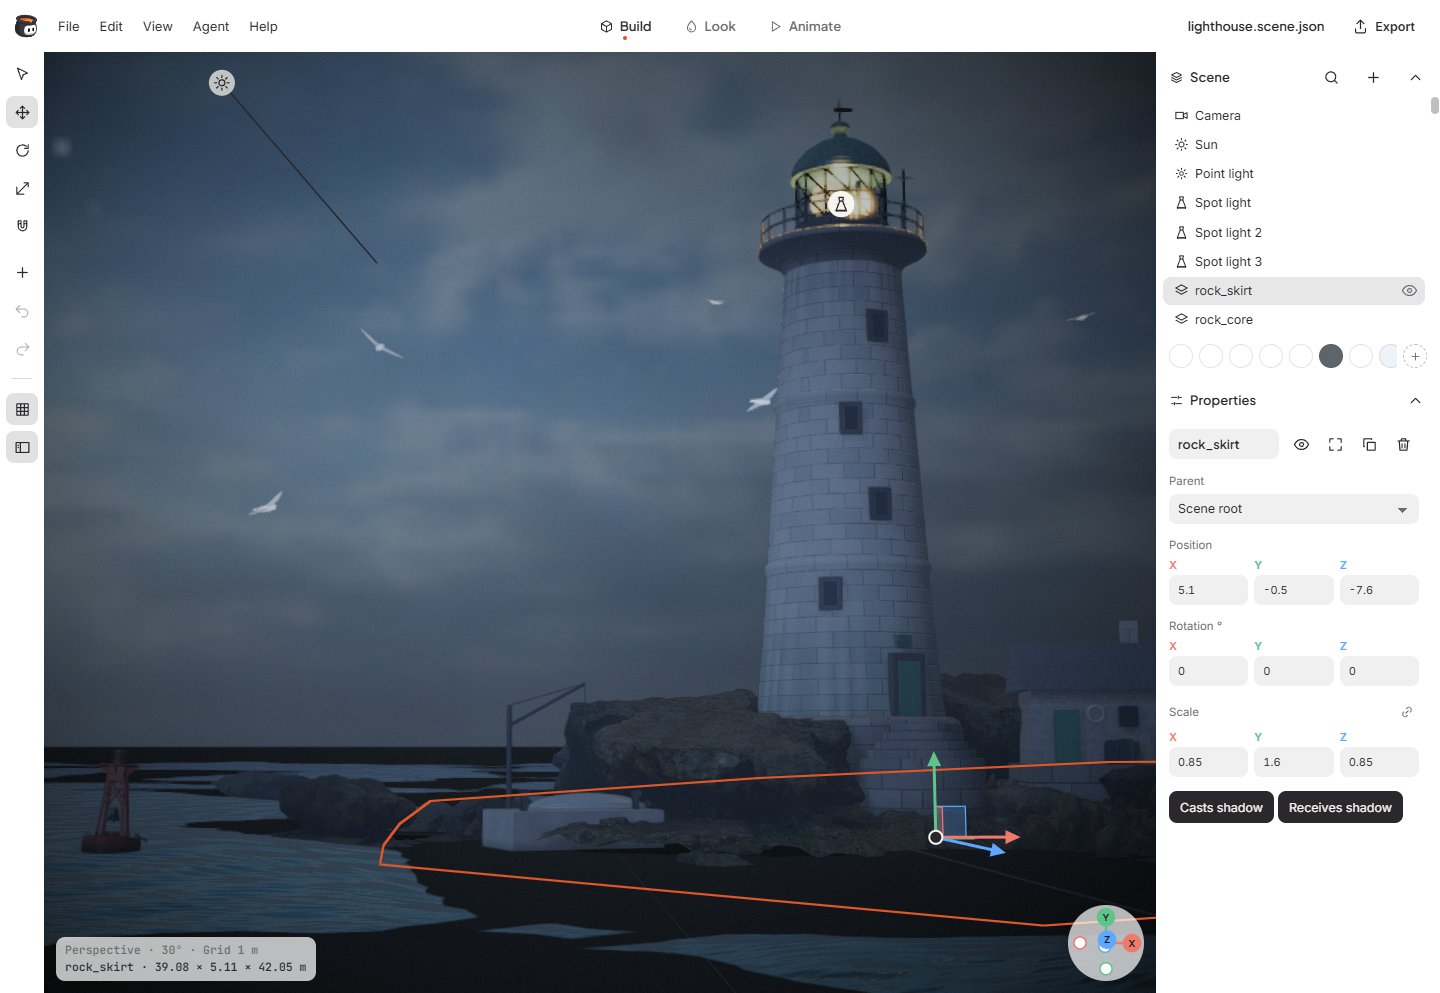 File Edit View Agent Help
Build Look Animate
lighthouse.scene.json Export
Scene
Camera
Sun
Point light
Spot light
Spot light 2
Spot light 3
rock_skirt
rock_core
Properties
rock_skirt
Parent
Scene root
Position
X Y Z
5.1 -0.5 -7.6
Rotation °
X Y Z
0 0 0
Scale
X Y Z
0.85 1.6 0.85
Casts shadow Receives shadow
Y
Z X
Perspective · 30° · Grid 1 m
rock_skirt · 39.08 × 5.11 × 42.05 m